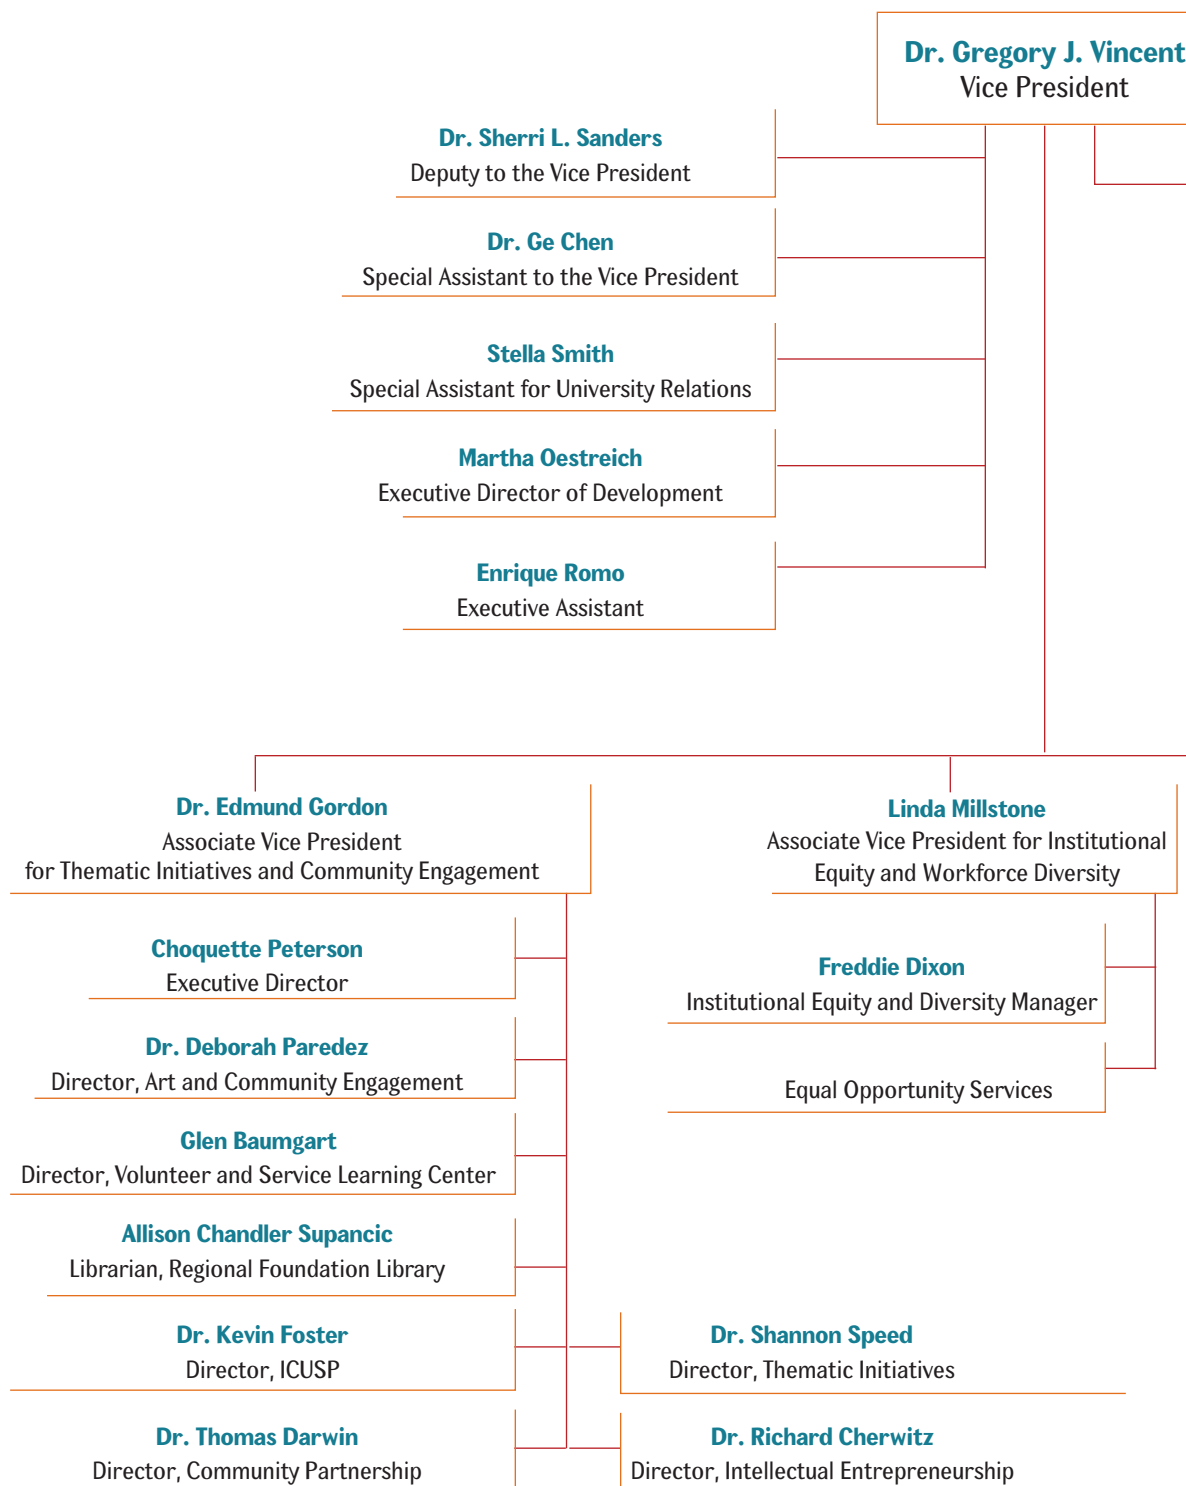 Dr. Gregory J. Vincent
Vice President
Dr. Sherri L. Sanders
Deputy to the Vice President
Dr. Ge Chen
Special Assistant to the Vice President
Stella Smith
Special Assistant for University Relations
Martha Oestreich
Executive Director of Development
Enrique Romo
Executive Assistant
Dr. Edmund Gordon
Associate Vice President
for Thematic Initiatives and Community Engagement
Choquette Peterson
Executive Director
Dr. Deborah Paredez
Director, Art and Community Engagement
Glen Baumgart
Director, Volunteer and Service Learning Center
Allison Chandler Supancic
Librarian, Regional Foundation Library
Dr. Kevin Foster
Director, ICUSP
Dr. Thomas Darwin
Director, Community Partnership
Dr. Shannon Speed
Director, Thematic Initiatives
Dr. Richard Cherwitz
Director, Intellectual Entrepreneurship
Linda Millstone
Associate Vice President for Institutional
Equity and Workforce Diversity
Freddie Dixon
Institutional Equity and Diversity Manager
Equal Opportunity Services